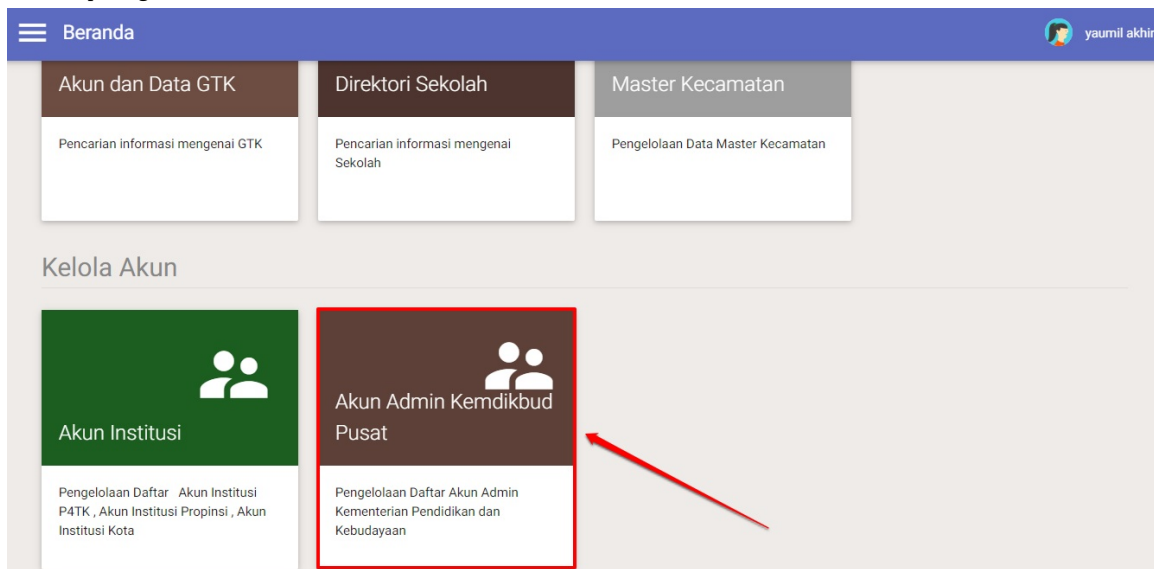 Beranda
yaumil akhir
Akun dan Data GTK
Direktori Sekolah
Master Kecamatan
Pencarian informasi mengenai GTK
Pencarian informasi mengenai
Sekolah
Pengelolaan Data Master Kecamatan
Kelola Akun
Akun Institusi
Akun Admin Kemdikbud
Pusat
Pengelolaan Daftar Akun Institusi
P4TK , Akun Institusi Propinsi , Akun
Institusi Kota
Pengelolaan Daftar Akun Admin
Kementerian Pendidikan dan
Kebudayaan